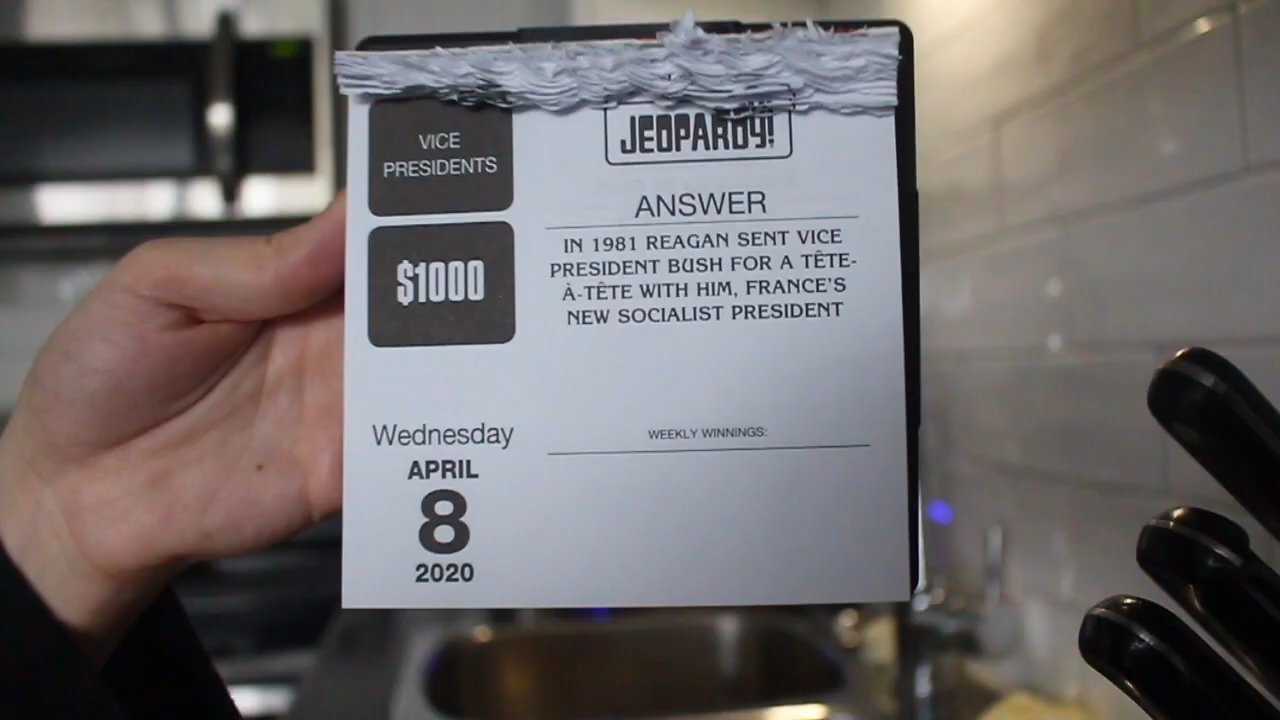 VICE
PRESIDENTS
$1000
JEOPARDY!
ANSWER
IN 1981 REAGAN SENT VICE
PRESIDENT BUSH FOR A TÊTE-
À-TÊTE WITH HIM, FRANCE'S
NEW SOCIALIST PRESIDENT
WEEKLY WINNINGS:
Wednesday
APRIL
8
2020